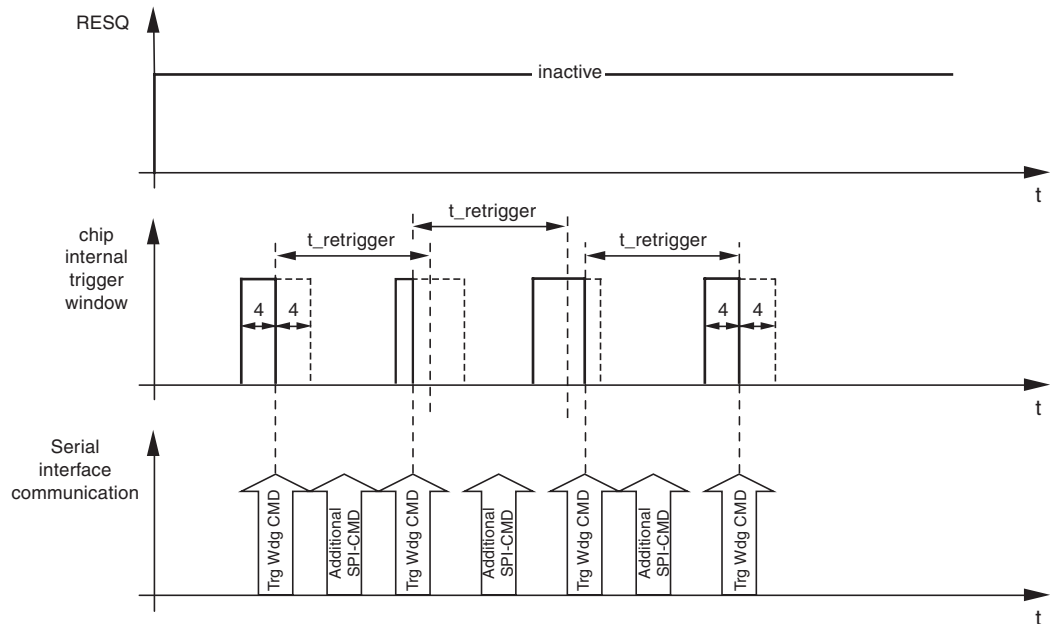 RESQ
inactive
t
chip
internal
trigger
window
t_retrigger
t_retrigger
t_retrigger
4
4
4
4
t
Serial
interface
communication
Trg Wdg CMD
Additional
SPI-CMD
Trg Wdg CMD
Additional
SPI-CMD
Trg Wdg CMD
Additional
SPI-CMD
Trg Wdg CMD
t